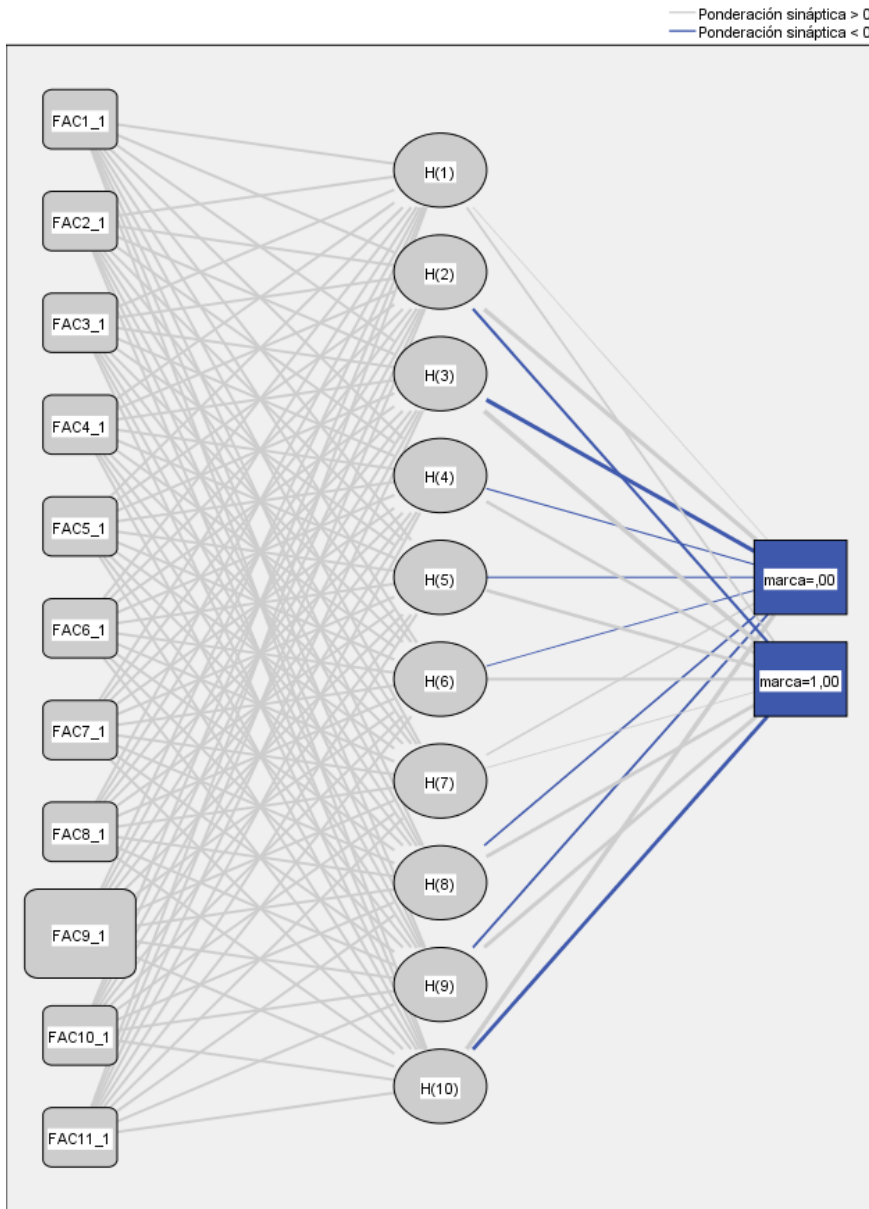 Ponderación sináptica > 0
Ponderación sináptica < 0
FAC1_1
FAC2_1
FAC3_1
FAC4_1
FAC5_1
FAC6_1
FAC7_1
FAC8_1
FAC9_1
FAC10_1
FAC11_1
H(1)
H(2)
H(3)
H(4)
H(5)
H(6)
H(7)
H(8)
H(9)
H(10)
marca=,00
marca=1,00